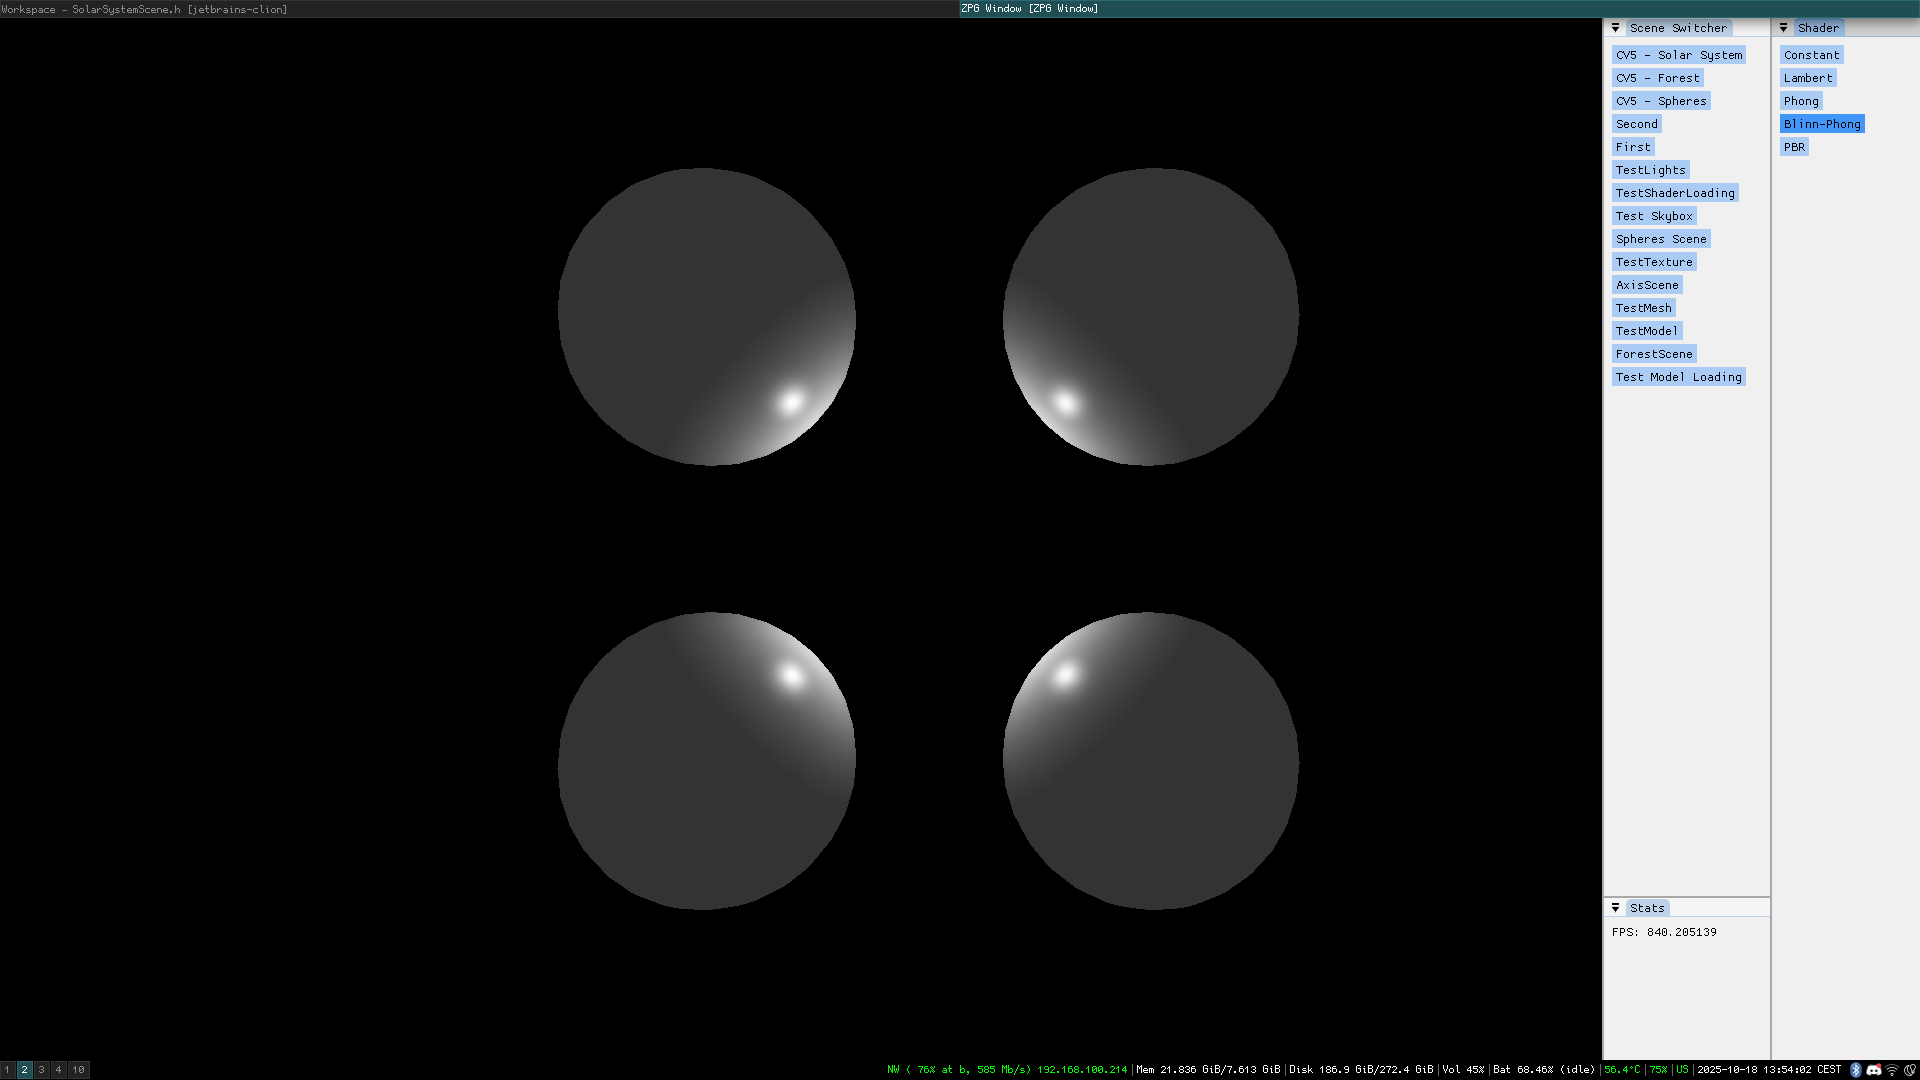 Workspace - SolarSystemScene.h [jetbrains-clion]
ZPG Window [ZPG Window]
Scene Switcher
CV5 - Solar System
CV5 - Forest
CV5 - Spheres
Second
First
TestLights
TestShaderLoading
Test Skybox
Spheres Scene
TestTexture
AxisScene
TestMesh
TestModel
ForestScene
Test Model Loading
Shader
Constant
Lambert
Phong
Blinn-Phong
PBR
Stats
FPS: 840.205139
1 2 3 4 10
NW ( 76% at b, 585 Mb/s) 192.168.100.214|Mem 21.836 GiB/7.613 GiB|Disk 186.9 GiB/272.4 GiB|Vol 45%|Bat 68.46% (idle)|56.4°C|75%|US|2025-10-18 13:54:02 CEST